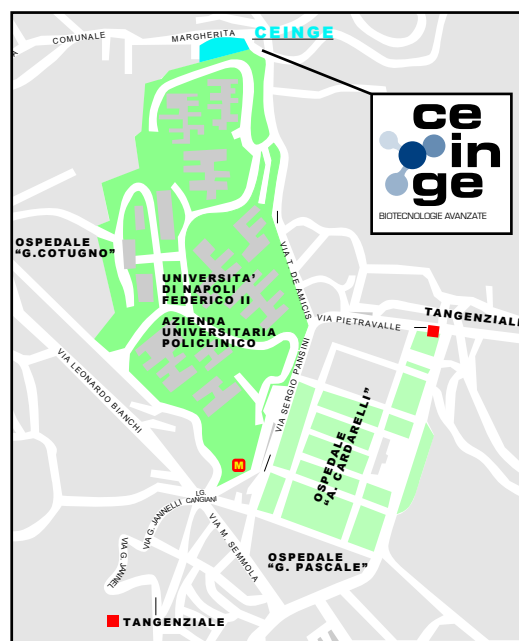 COMUNALE MARGHERITA
CEINGE
ce
in
ge
BIOTECNOLOGIE AVANZATE
OSPEDALE
"G.COTUGNO"
UNIVERSITA'
DI NAPOLI
FEDERICO II
AZIENDA
UNIVERSITARIA
POLICLINICO
VIA T. DE AMICIS
VIA PIETRAVALLE
TANGENZIALE
VIA LEONARDO BIANCHI
VIA SERGIO PANSINI
OSPEDALE
"A. CARDARELLI"
M
LG.
CANGIANI
VIA G. JANNELLI
VIA G. JANNEL
VIA M. SEMMOLA
OSPEDALE
"G. PASCALE"
TANGENZIALE